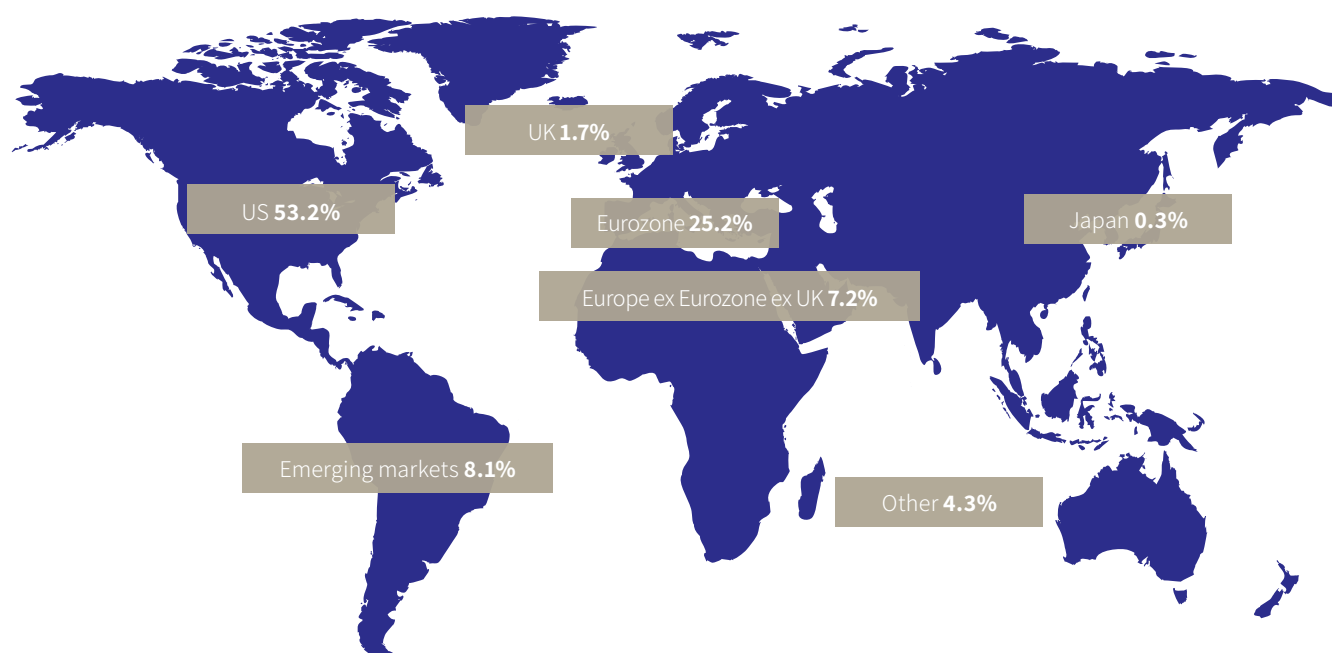 UK 1.7%
US 53.2%
Eurozone 25.2%
Japan 0.3%
Europe ex Eurozone ex UK 7.2%
Emerging markets 8.1%
Other 4.3%